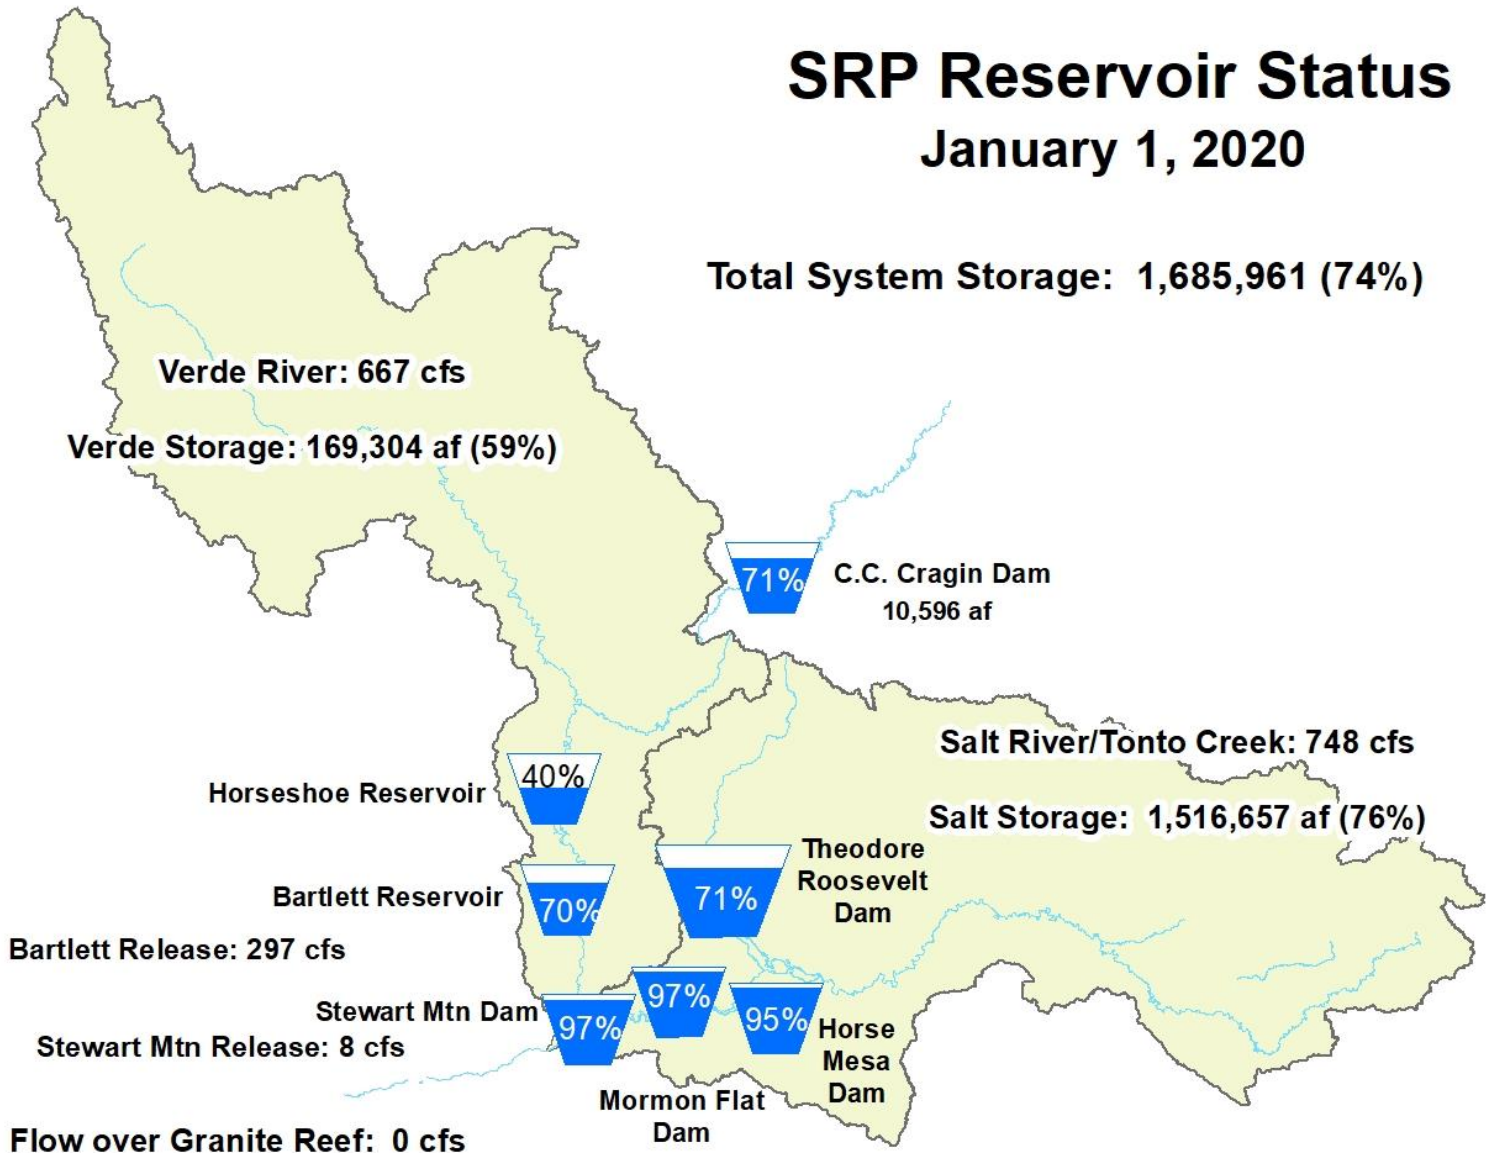 SRP Reservoir Status
January 1, 2020
Total System Storage: 1,685,961 (74%)
Verde River: 667 cfs
Verde Storage: 169,304 af (59%)
71%
C.C. Cragin Dam
10,596 af
Salt River/Tonto Creek: 748 cfs
Salt Storage: 1,516,657 af (76%)
Horseshoe Reservoir
40%
Theodore
Roosevelt
Dam
71%
Bartlett Reservoir
70%
Bartlett Release: 297 cfs
Stewart Mtn Dam
97%
97%
95%
Horse
Mesa
Dam
Stewart Mtn Release: 8 cfs
Mormon Flat
Dam
Flow over Granite Reef: 0 cfs